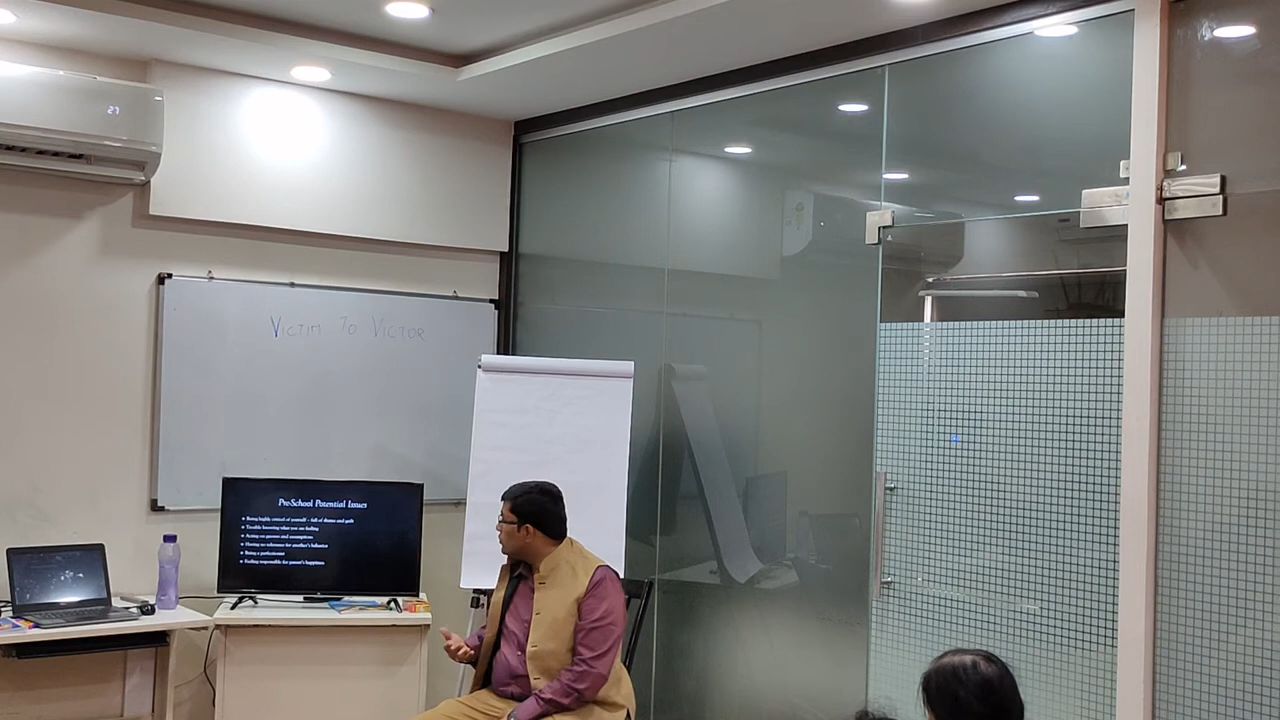 27
VICTIM TO VICTOR
Pre-School Potential Issues
Being highly critical of yourself - full of shame and guilt
Trouble knowing what you are feeling
Acting on guesses and assumptions
Having no tolerance for another's behavior
Being a perfectionist
Feeling responsible for parent's happiness